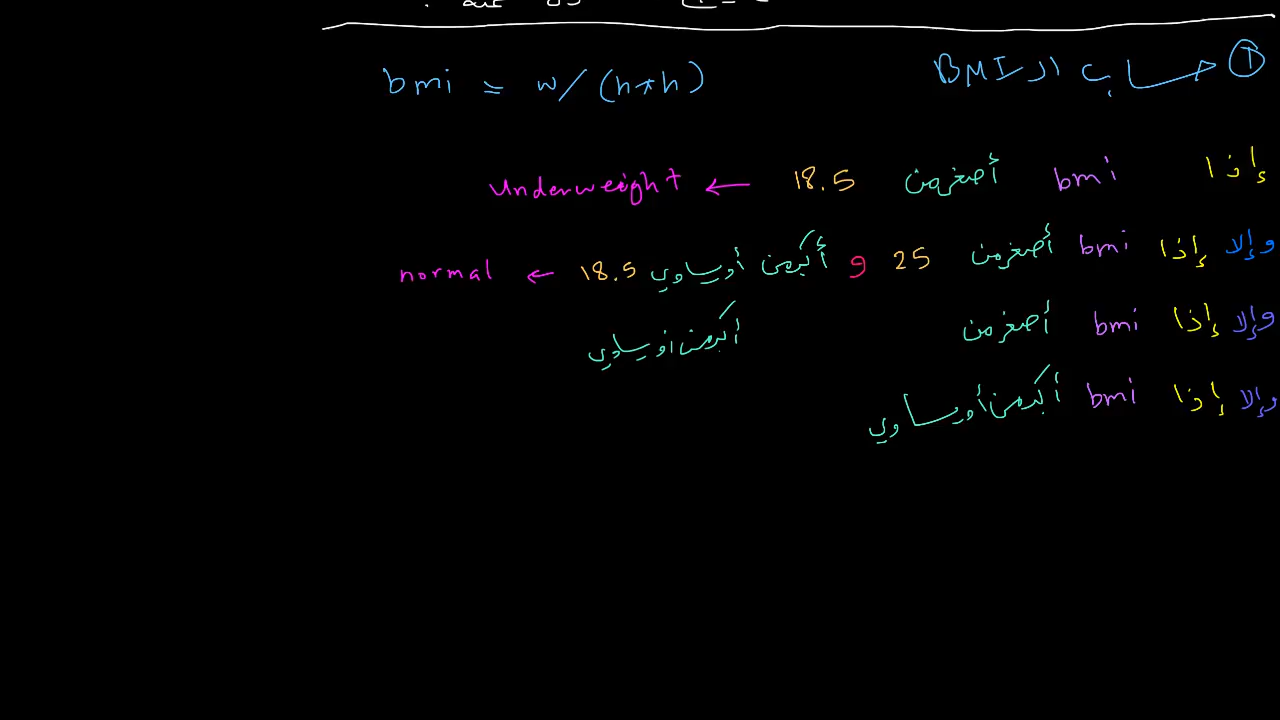 ① حساب الـ BMI bmi = w/(h*h)
إذا bmi أصغر من 18.5 ← Underweight
وإلا إذا bmi أصغر من 25 و أكبر من أو يساوي 18.5 ← normal
وإلا إذا bmi أصغر من أكبر من أو يساوي
وإلا إذا bmi أكبر من أو يساوي